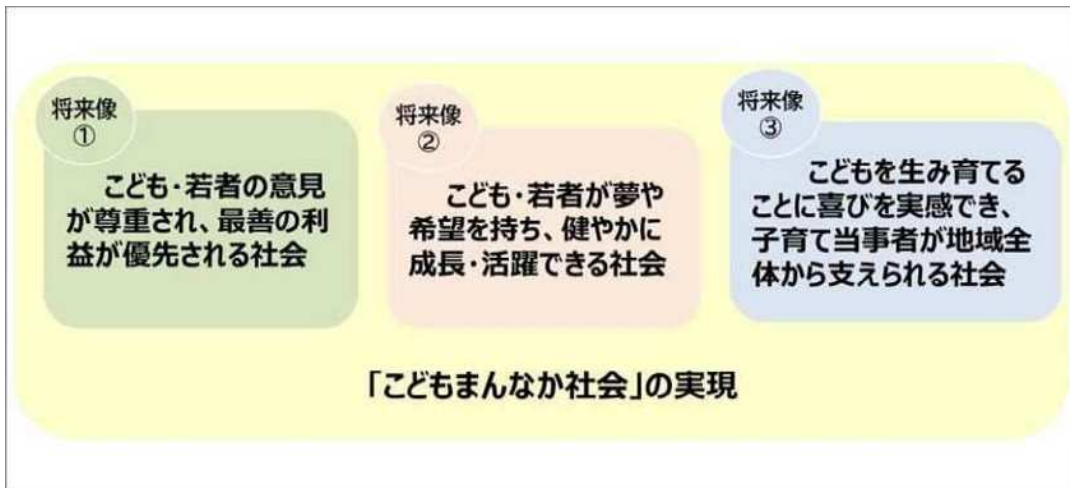 将来像
①
こども・若者の意見
が尊重され、最善の利
益が優先される社会
将来像
②
こども・若者が夢や
希望を持ち、健やかに
成長・活躍できる社会
将来像
③
こどもを生み育てる
ことに喜びを実感でき、
子育て当事者が地域全
体から支えられる社会
「こどもまんなか社会」の実現